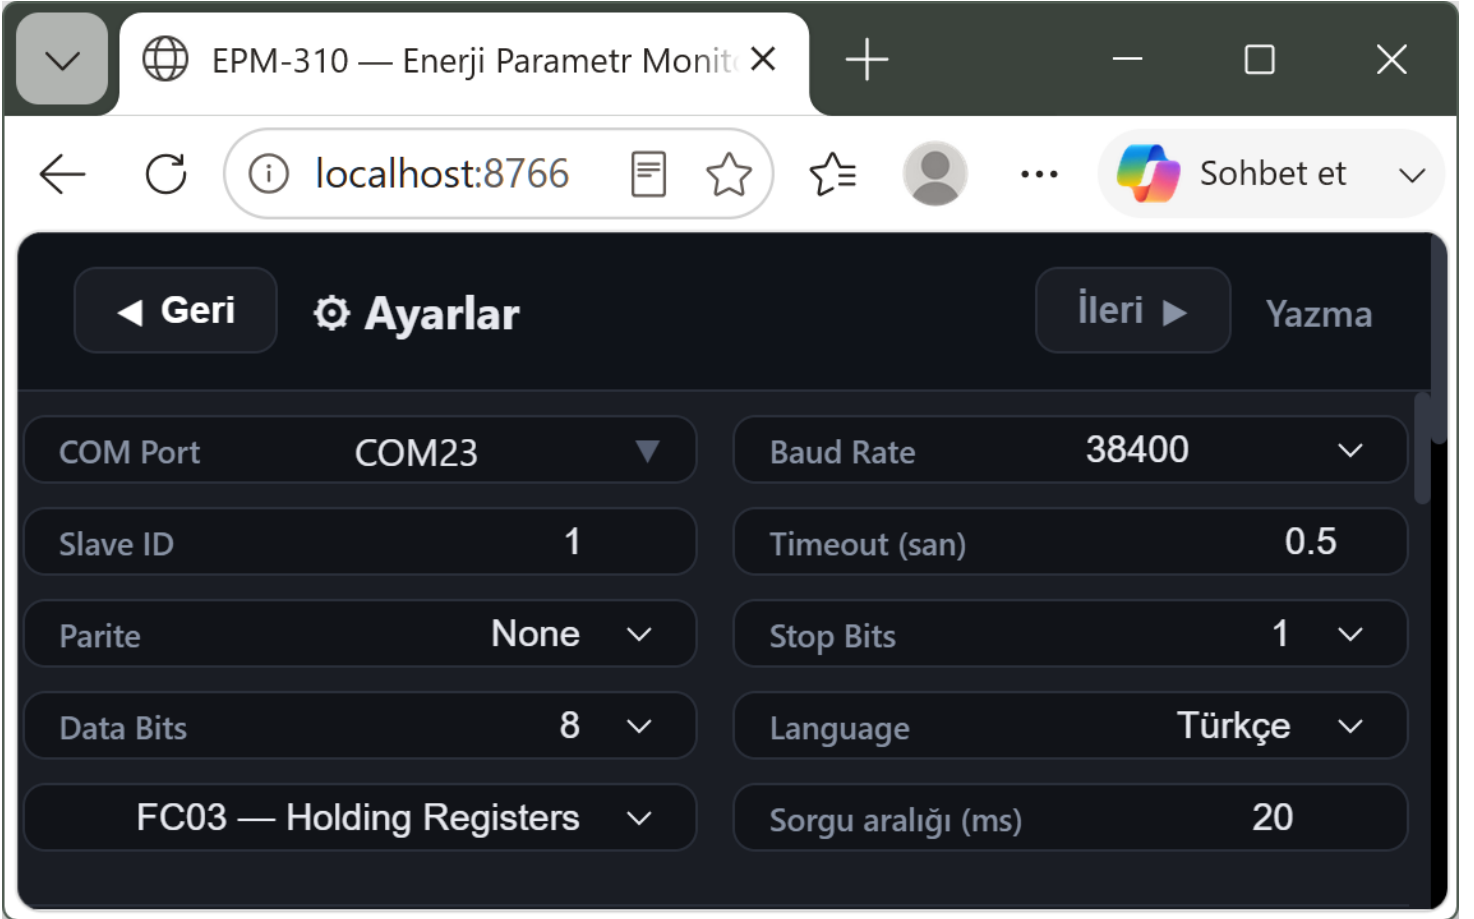 EPM-310 — Enerji Parametr Monit
localhost:8766
Sohbet et
Geri
Ayarlar
İleri
Yazma
COM Port COM23
Baud Rate 38400
Slave ID 1
Timeout (san) 0.5
Parite None
Stop Bits 1
Data Bits 8
Language Türkçe
FC03 — Holding Registers
Sorgu aralığı (ms) 20